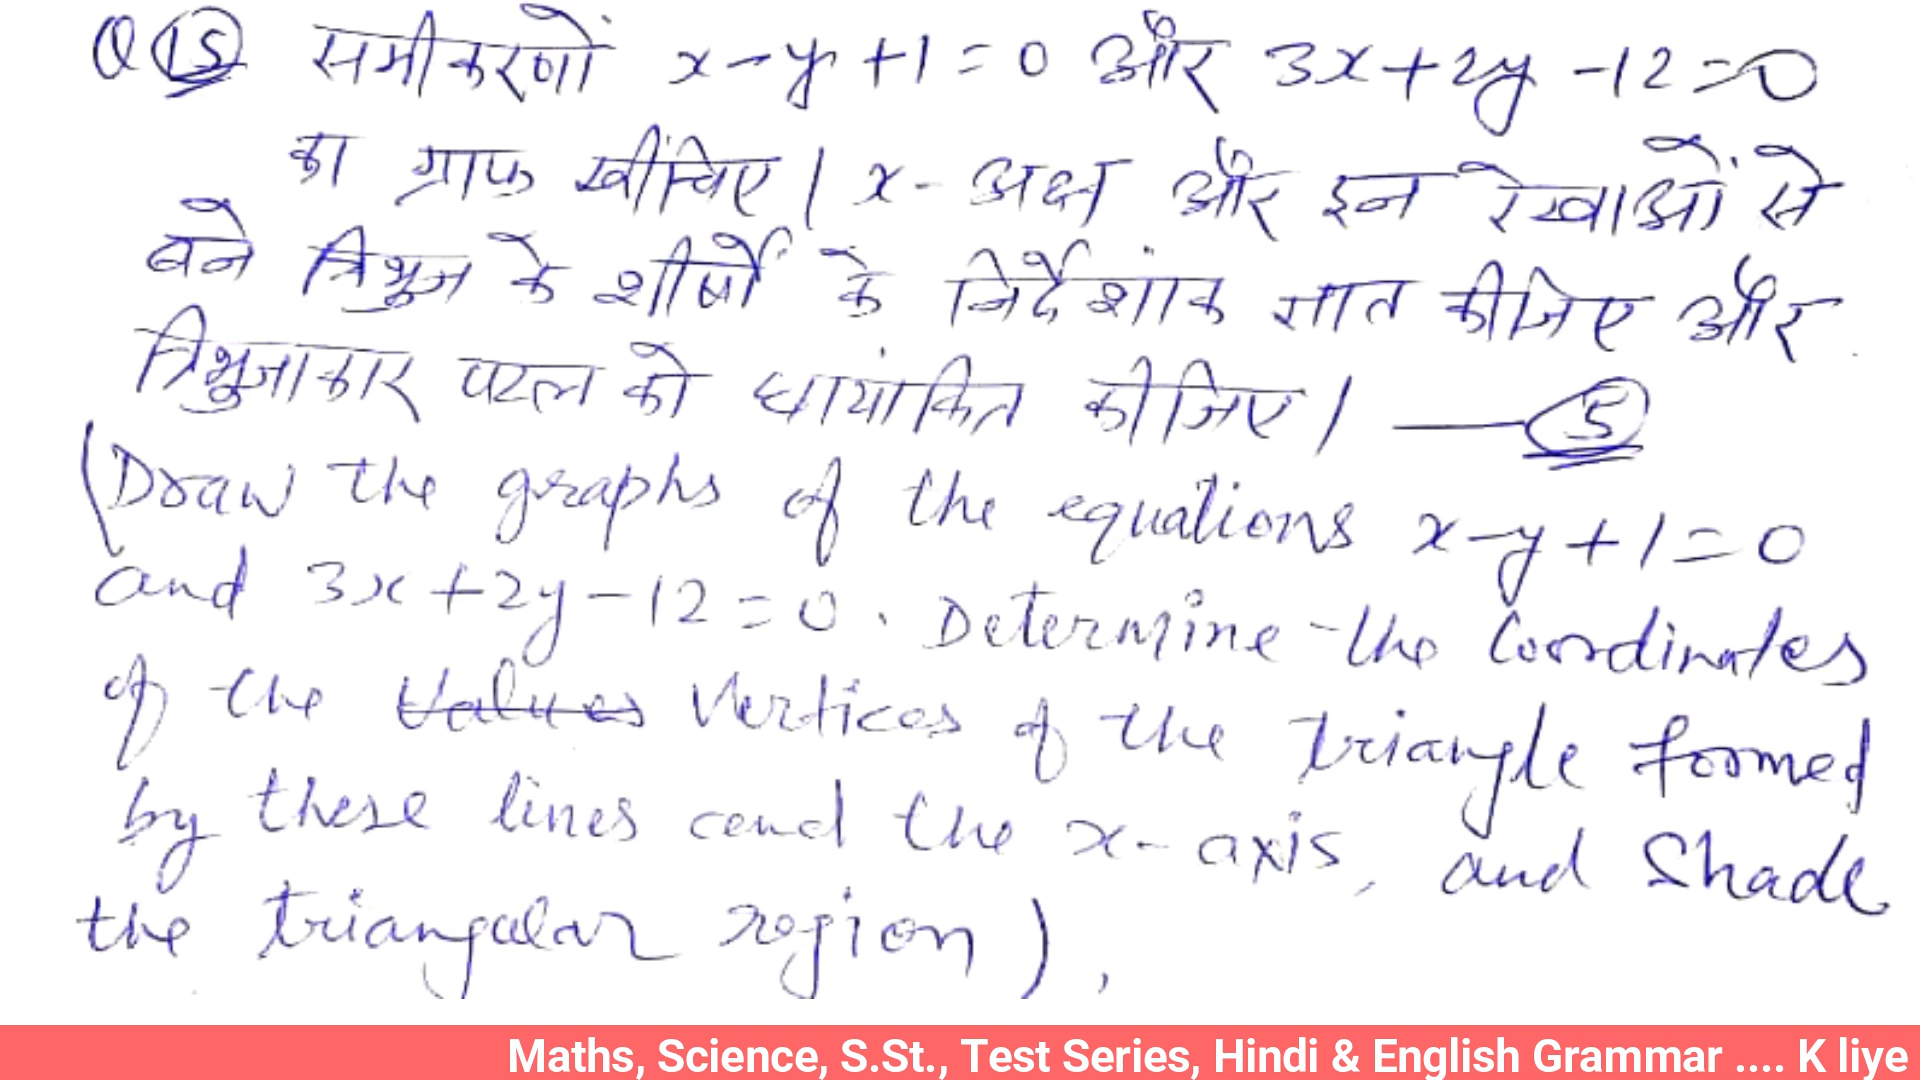 Q 15 समीकरणों x-y+1=0 और 3x+2y-12=0
का ग्राफ खींचिए। x-अक्ष और इन रेखाओं से
बने त्रिभुज के शीर्षों के निर्देशांक ज्ञात कीजिए और
त्रिभुजाकार पटल को छायांकित कीजिए। — 5
(Draw the graphs of the equations x-y+1=0
and 3x+2y-12=0. Determine the Coordinates
of the Values Vertices of the triangle formed
by these lines and the x-axis, and Shade
the triangular region).
Maths, Science, S.St., Test Series, Hindi & English Grammar .... K liye